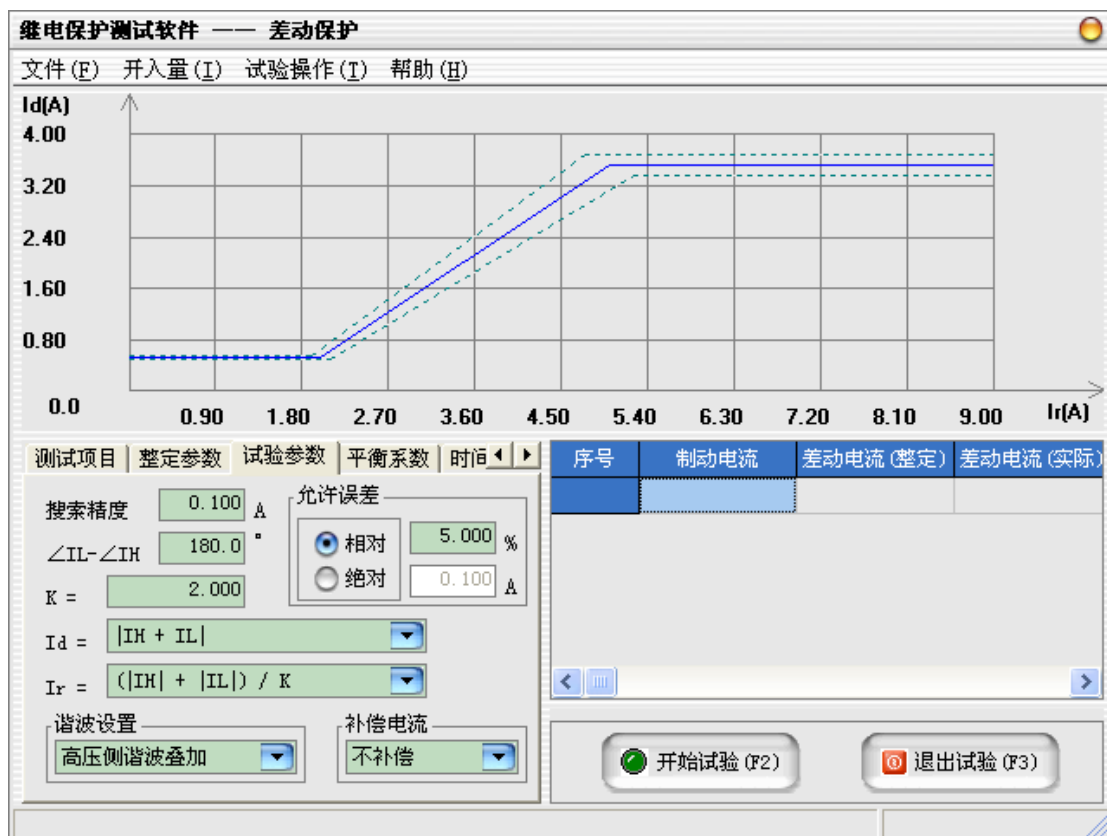 继电保护测试软件 —— 差动保护
文件(F) 开入量(I) 试验操作(T) 帮助(H)
Id(A)
4.00
3.20
2.40
1.60
0.80
0.0
0.90 1.80 2.70 3.60 4.50 5.40 6.30 7.20 8.10 9.00 Ir(A)
测试项目 整定参数 试验参数 平衡系数 时间
搜索精度 0.100 A
∠IL-∠IH 180.0 °
K = 2.000
允许误差
相对 5.000 %
绝对 0.100 A
Id = |IH + IL|
Ir = (|IH| + |IL|) / K
谐波设置
高压侧谐波叠加
补偿电流
不补偿
序号 制动电流 差动电流(整定) 差动电流(实际)
开始试验(F2) 退出试验(F3)